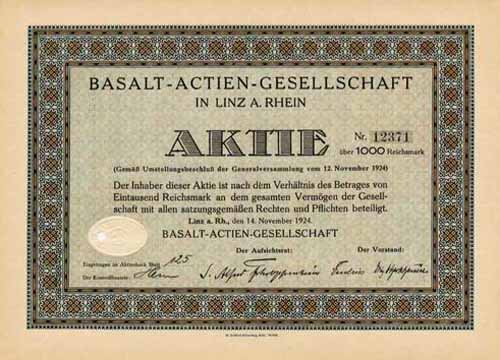 BASALT-ACTIEN-GESELLSCHAFT
IN LINZ A. RHEIN
AKTIE
Nr. 12371
über 1000 Reichsmark
(Gemäß Umstellungsbeschluß der Generalversammlung vom 12. November 1924)
Der Inhaber dieser Aktie ist nach dem Verhältnis des Betrages von
Eintausend Reichsmark an dem gesamten Vermögen der Gesell-
schaft mit allen satzungsgemäßen Rechten und Pflichten beteiligt.
Linz a. Rh., den 14. November 1924.
BASALT-ACTIEN-GESELLSCHAFT
Der Aufsichtsrat: Der Vorstand:
Eingetragen im Aktienbuch Blatt 125
Der Kontrollbeamte: